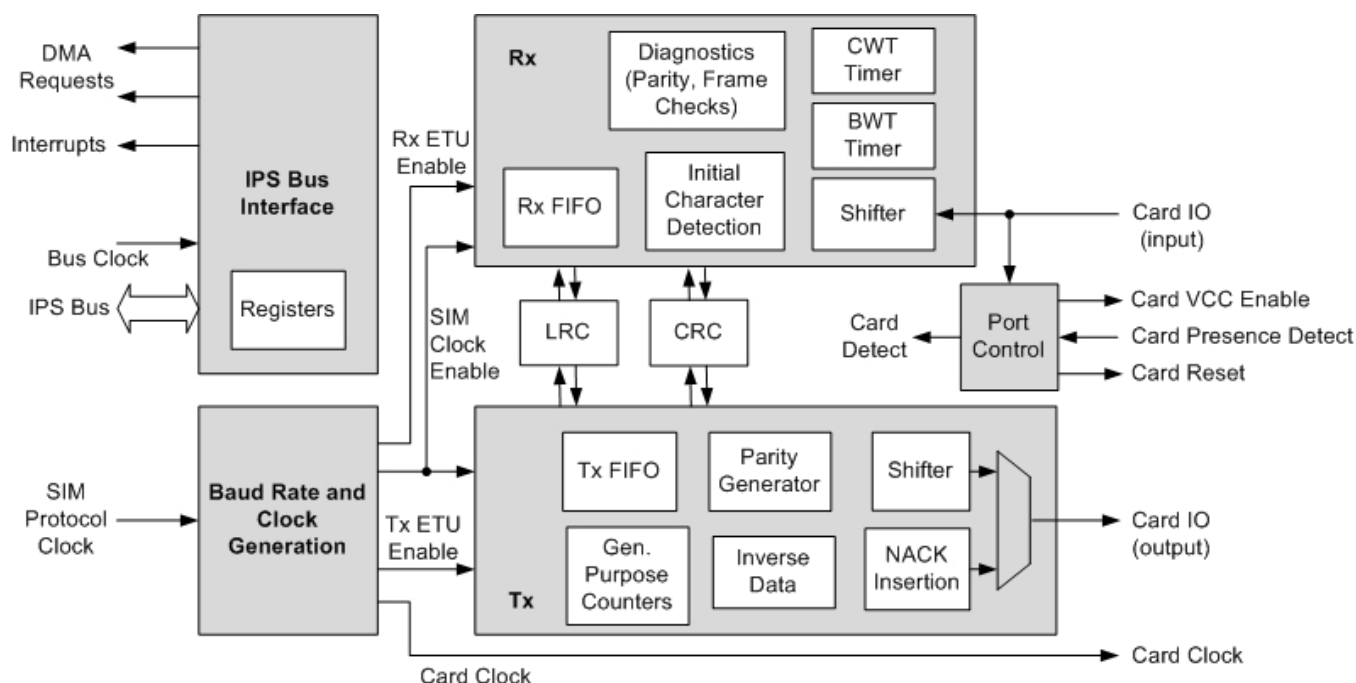 DMA
Requests
Interrupts
IPS Bus
Interface
Bus Clock
IPS Bus
Registers
Rx ETU
Enable
SIM
Clock
Enable
Rx
Diagnostics
(Parity, Frame
Checks)
CWT
Timer
BWT
Timer
Rx FIFO
Initial
Character
Detection
Shifter
Card IO
(input)
LRC
CRC
Card
Detect
Port
Control
Card VCC Enable
Card Presence Detect
Card Reset
SIM
Protocol
Clock
Baud Rate and
Clock
Generation
Tx ETU
Enable
Tx FIFO
Parity
Generator
Shifter
Gen.
Purpose
Counters
Inverse
Data
NACK
Insertion
Tx
Card IO
(output)
Card Clock
Card Clock